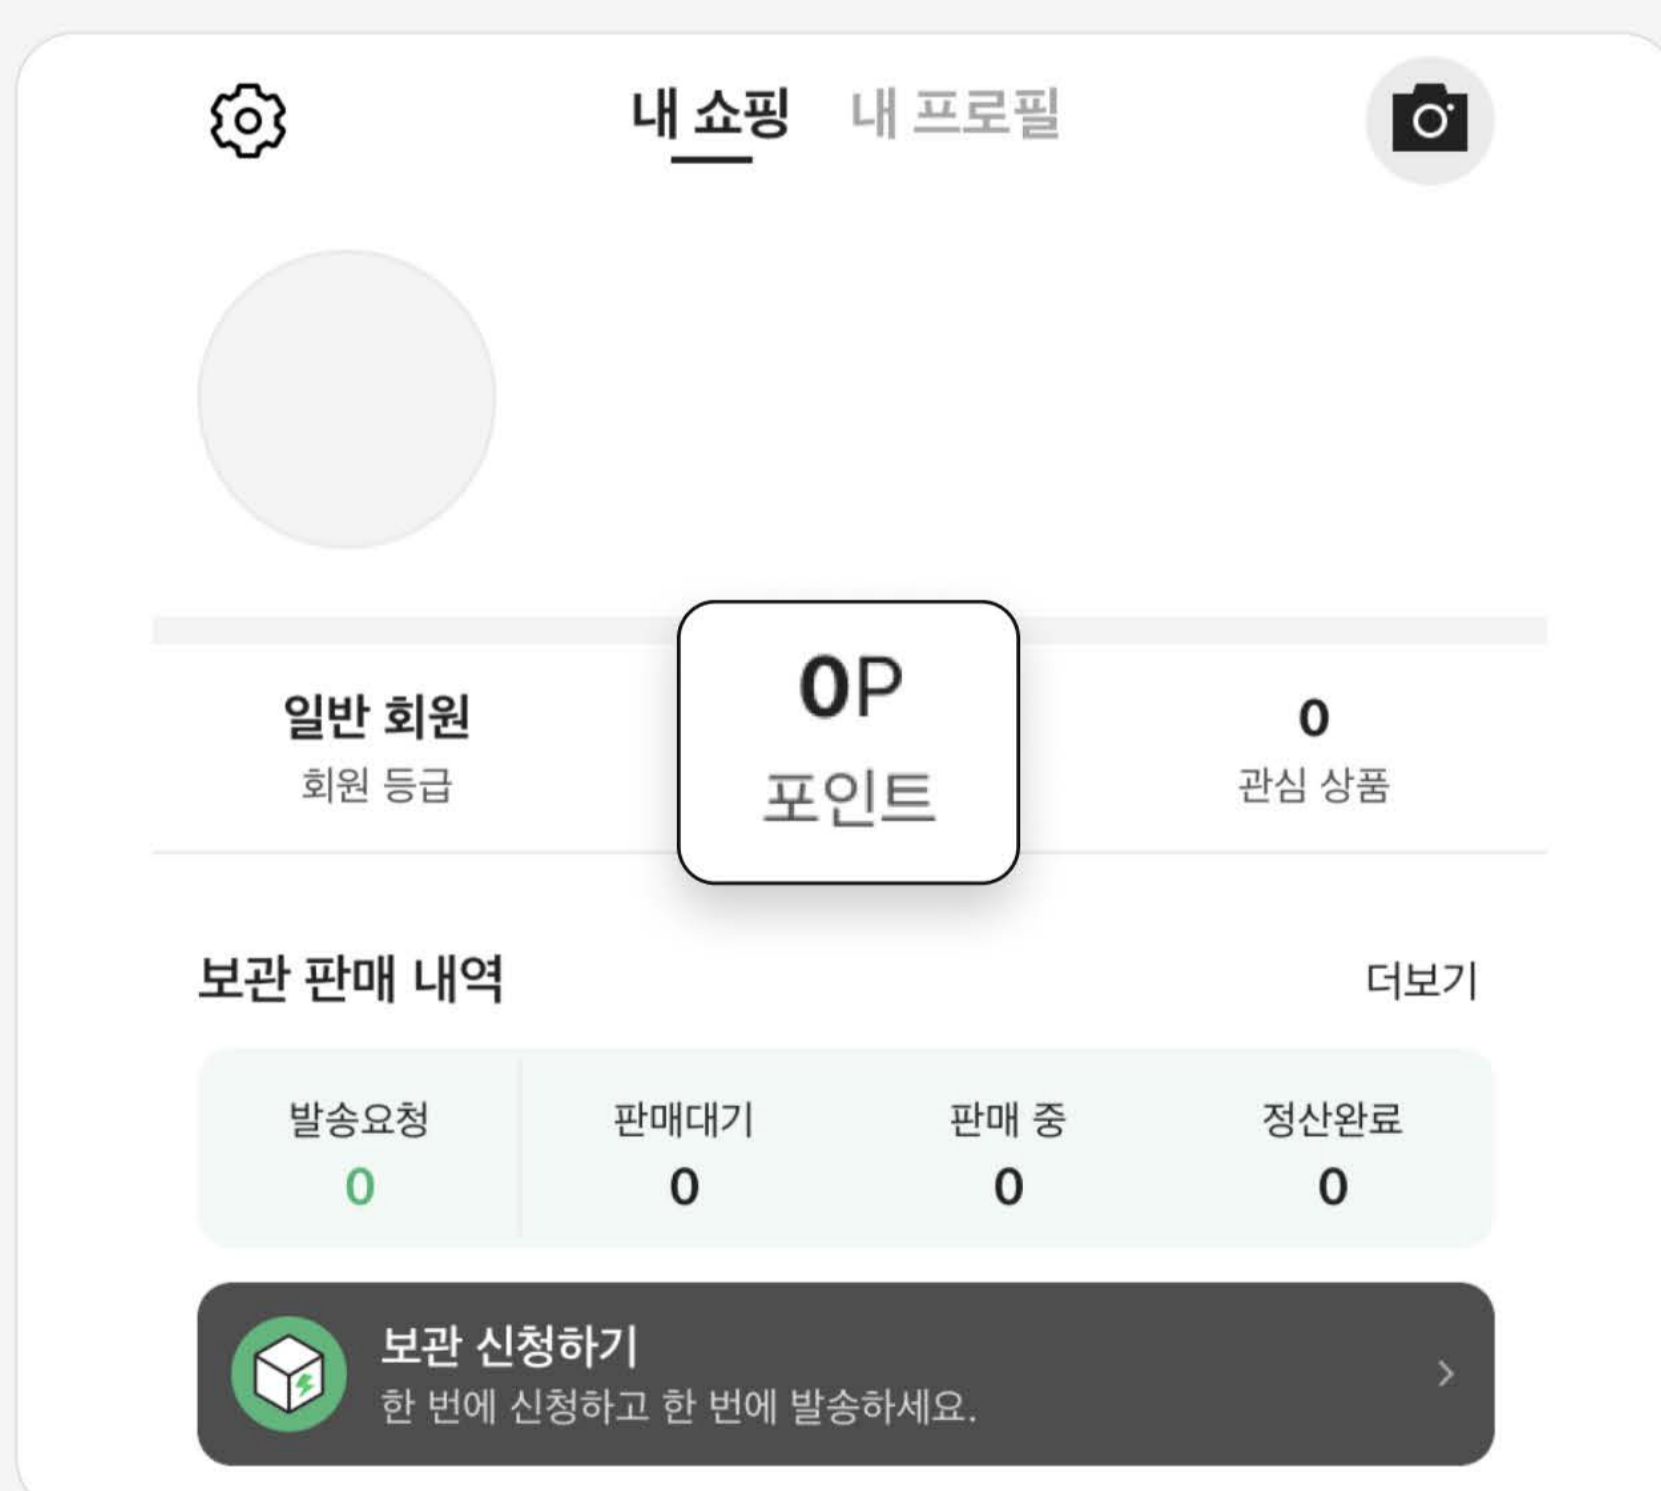 내 쇼핑 내 프로필
일반 회원
회원 등급
0P
포인트
0
관심 상품
보관 판매 내역 더보기
발송요청 판매대기 판매 중 정산완료
0 0 0 0
보관 신청하기
한 번에 신청하고 한 번에 발송하세요.